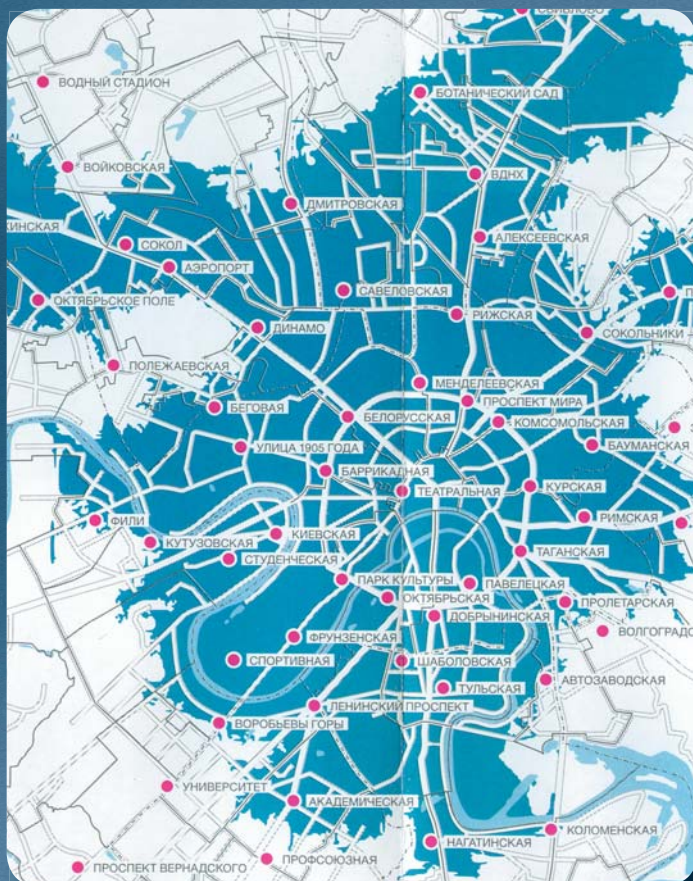 СВИБЛОВО
ВОДНЫЙ СТАДИОН
БОТАНИЧЕСКИЙ САД
ВОЙКОВСКАЯ
ВДНХ
ДМИТРОВСКАЯ
КИНСКАЯ
СОКОЛ
АЛЕКСЕЕВСКАЯ
АЭРОПОРТ
САВЕЛОВСКАЯ
П
ОКТЯБРЬСКОЕ ПОЛЕ
РИЖСКАЯ
ДИНАМО
СОКОЛЬНИКИ
ПОЛЕЖАЕВСКАЯ
МЕНДЕЛЕЕВСКАЯ
ПРОСПЕКТ МИРА
БЕГОВАЯ
БЕЛОРУССКАЯ
КОМСОМОЛЬСКАЯ
УЛИЦА 1905 ГОДА
БАУМАНСКАЯ
БАРРИКАДНАЯ
КУРСКАЯ
ТЕАТРАЛЬНАЯ
РИМСКАЯ
ФИЛИ
КИЕВСКАЯ
КУТУЗОВСКАЯ
ТАГАНСКАЯ
СТУДЕНЧЕСКАЯ
ПАРК КУЛЬТУРЫ
ПАВЕЛЕЦКАЯ
ОКТЯБРЬСКАЯ
ПРОЛЕТАРСКАЯ
ДОБРЫНИНСКАЯ
ВОЛГОГРАДС
ФРУНЗЕНСКАЯ
СПОРТИВНАЯ
ШАБОЛОВСКАЯ
АВТОЗАВОДСКАЯ
ТУЛЬСКАЯ
ЛЕНИНСКИЙ ПРОСПЕКТ
ВОРОБЬЕВЫ ГОРЫ
УНИВЕРСИТЕТ
АКАДЕМИЧЕСКАЯ
КОЛОМЕНСКАЯ
НАГАТИНСКАЯ
ПРОФСОЮЗНАЯ
ПРОСПЕКТ ВЕРНАДСКОГО